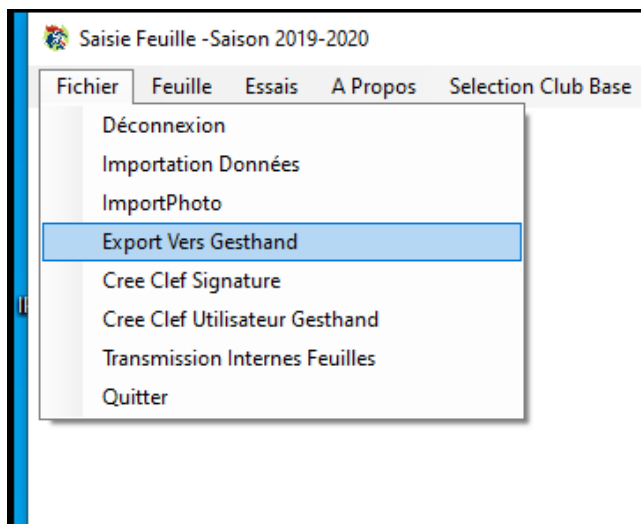 Saisie Feuille -Saison 2019-2020
Fichier Feuille Essais A Propos Selection Club Base
Déconnexion
Importation Données
ImportPhoto
Export Vers Gesthand
Cree Clef Signature
Cree Clef Utilisateur Gesthand
Transmission Internes Feuilles
Quitter